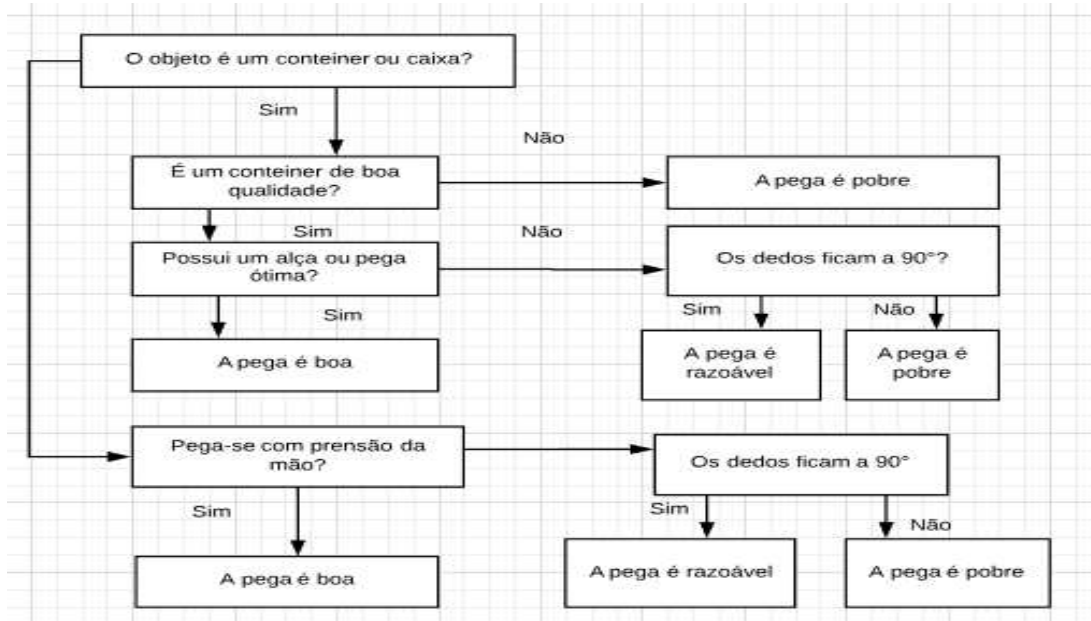 O objeto é um conteiner ou caixa?
Sim
Não
É um conteiner de boa
qualidade?
A pega é pobre
Sim
Não
Possui um alça ou pega
ótima?
Os dedos ficam a 90°?
Sim
Sim
Não
A pega é boa
A pega é
razoável
A pega é
pobre
Pega-se com prensão da
mão?
Os dedos ficam a 90°
Sim
Sim
Não
A pega é boa
A pega é razoável
A pega é pobre